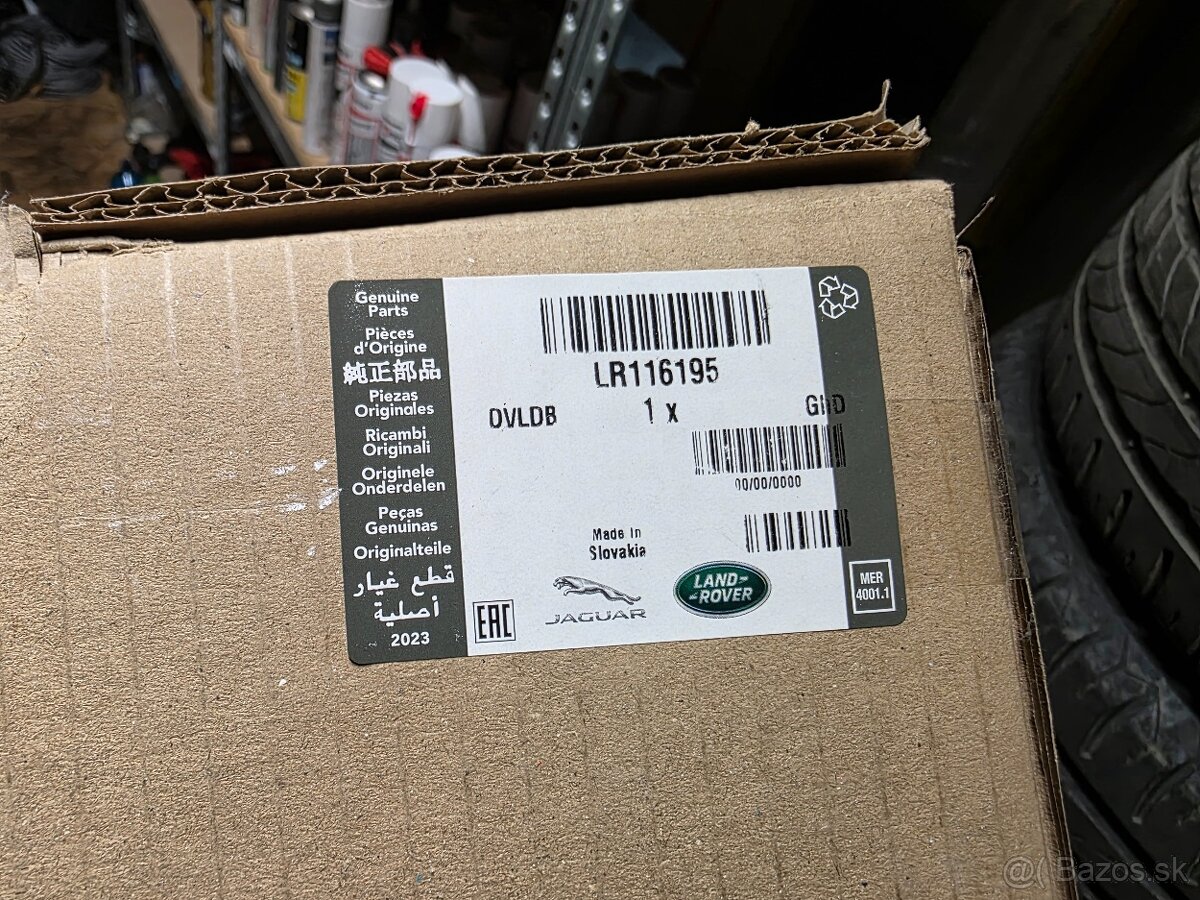 Genuine
Parts
Pièces
d'Origine
純正部品
Piezas
Originales
Ricambi
Originali
Originele
Onderdelen
Peças
Genuinas
Originalteile
قطع غيار
أصلية
2023
LR116195
DVLDB 1 x GhD
00/00/0000
Made In
Slovakia
EAC
JAGUAR
LAND-
ROVER
MER
4001.1
Bazos.sk